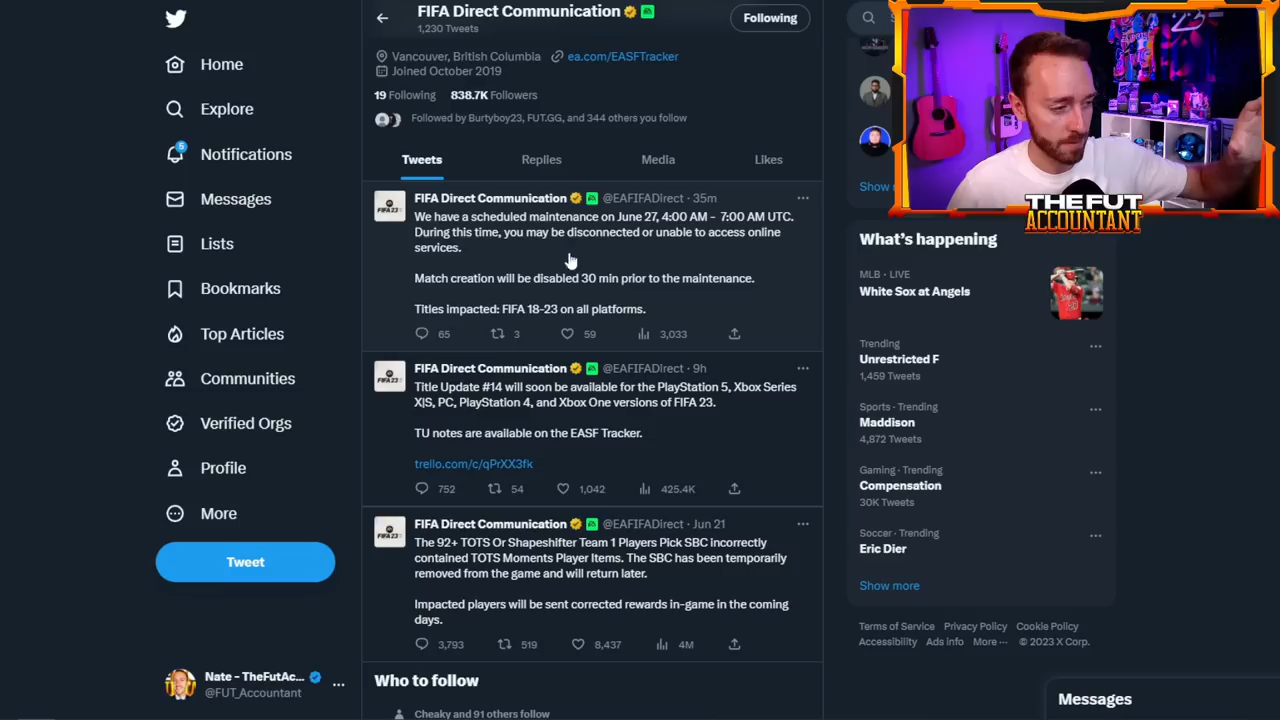 FIFA Direct Communication
1,230 Tweets
Following
Vancouver, British Columbia
ea.com/EASFTracker
Joined October 2019
19 Following 838.7K Followers
Followed by Burtyboy23, FUT.GG, and 344 others you follow
Tweets
Replies
Media
Likes
Home
Explore
5
Notifications
Messages
Lists
Bookmarks
Top Articles
Communities
Verified Orgs
Profile
More
Tweet
Nate - TheFutAc...
@FUT_Accountant
FIFA 23
FIFA Direct Communication @EAFIFADirect · 35m
We have a scheduled maintenance on June 27, 4:00 AM - 7:00 AM UTC.
During this time, you may be disconnected or unable to access online
services.
Match creation will be disabled 30 min prior to the maintenance.
Titles impacted: FIFA 18-23 on all platforms.
65 3 59 3,033
FIFA 23
FIFA Direct Communication @EAFIFADirect · 9h
Title Update #14 will soon be available for the PlayStation 5, Xbox Series
X|S, PC, PlayStation 4, and Xbox One versions of FIFA 23.
TU notes are available on the EASF Tracker.
trello.com/c/qPrXX3fk
752 54 1,042 425.4K
FIFA 23
FIFA Direct Communication @EAFIFADirect · Jun 21
The 92+ TOTS Or Shapeshifter Team 1 Players Pick SBC incorrectly
contained TOTS Moments Player Items. The SBC has been temporarily
removed from the game and will return later.
Impacted players will be sent corrected rewards in-game in the coming
days.
3,793 519 8,437 4M
Who to follow
Cheaky and 91 others follow
THE FUT
ACCOUNTANT
Show
What's happening
MLB · LIVE
White Sox at Angels
Trending
Unrestricted F
1,459 Tweets
Sports · Trending
Maddison
4,872 Tweets
Gaming · Trending
Compensation
30K Tweets
Soccer · Trending
Eric Dier
Show more
Terms of Service Privacy Policy Cookie Policy
Accessibility Ads info More ··· © 2023 X Corp.
Messages